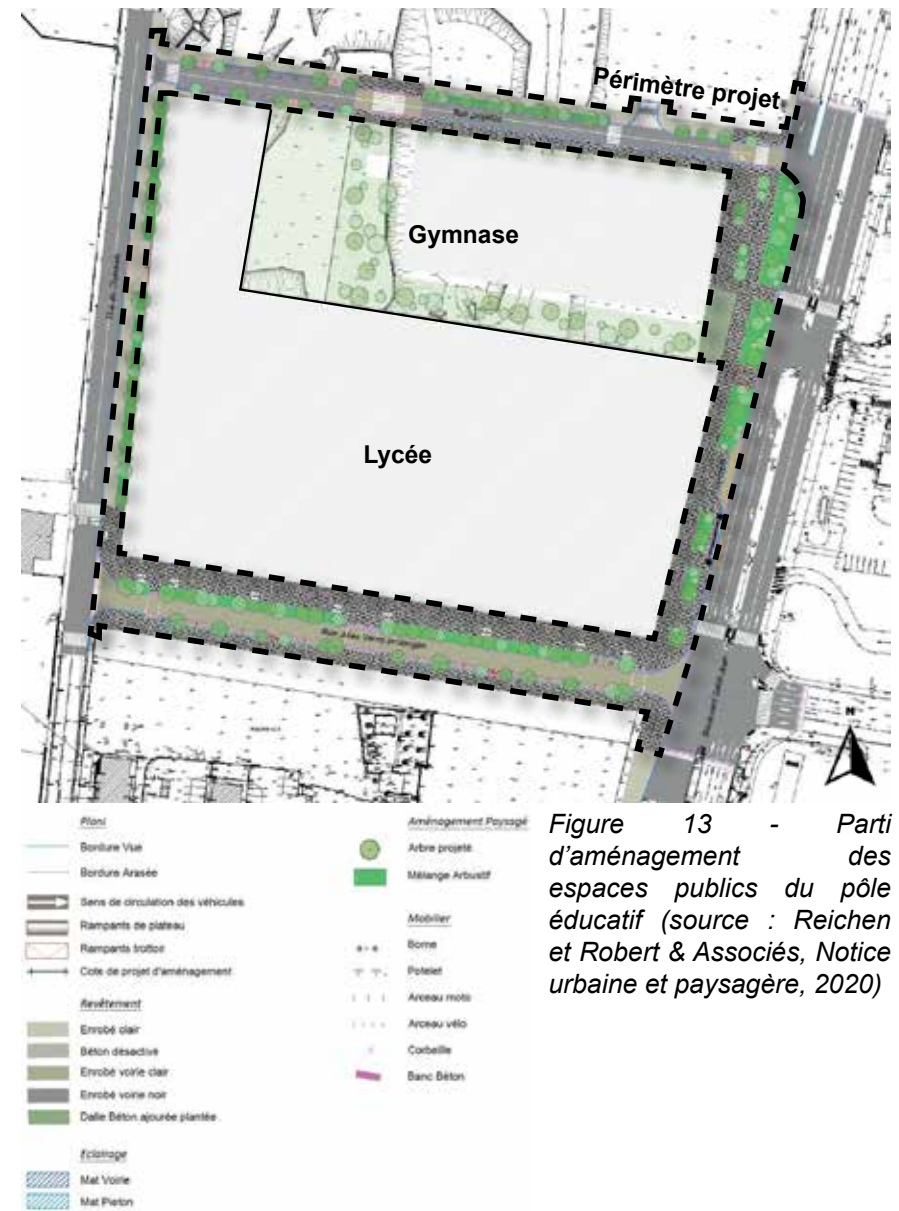 Périmètre projet
Rue projetée
Gymnase
Lycée
N
Plans
Bordure Vue
Bordure Arasée
Sens de circulation des véhicules
Rampants de plateau
Rampants trottoir
Cote de projet d'aménagement
Revêtement
Enrobé clair
Béton désactivé
Enrobé voirie clair
Enrobé voirie noir
Dalle Béton ajourée plantée
Eclairage
Mat Voirie
Mat Pieton
Aménagement Paysagé
Arbre projeté
Mélange Arbustif
Mobilier
Borne
Potelet
Arceau moto
Arceau vélo
Corbeille
Banc Béton
Figure 13 - Parti
d'aménagement des
espaces publics du pôle
éducatif (source : Reichen
et Robert & Associés, Notice
urbaine et paysagère, 2020)